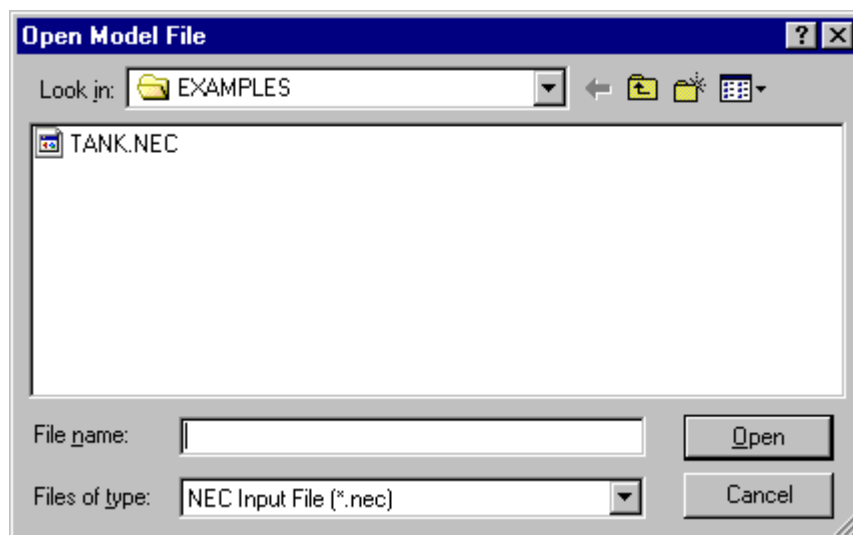 Open Model File
Look in: EXAMPLES
TANK.NEC
File name: Open
Files of type: NEC Input File (*.nec) Cancel